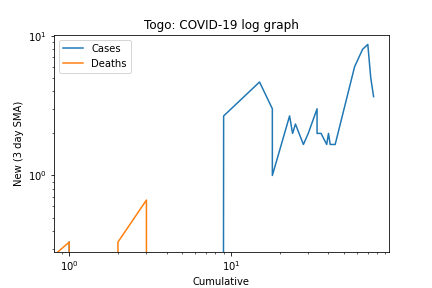 Togo: COVID-19 log graph
Cases
Deaths
New (3 day SMA)
10¹
10⁰
10⁰ 10¹
Cumulative